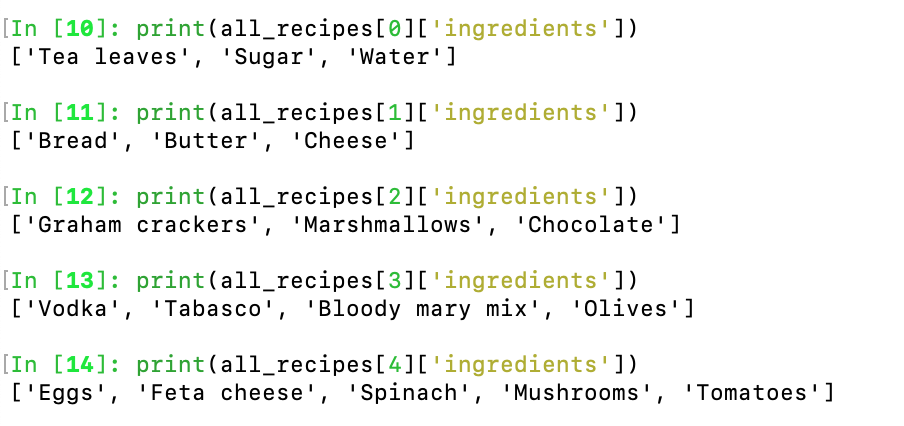 [In [10]: print(all_recipes[0]['ingredients'])
['Tea leaves', 'Sugar', 'Water']
[In [11]: print(all_recipes[1]['ingredients'])
['Bread', 'Butter', 'Cheese']
[In [12]: print(all_recipes[2]['ingredients'])
['Graham crackers', 'Marshmallows', 'Chocolate']
[In [13]: print(all_recipes[3]['ingredients'])
['Vodka', 'Tabasco', 'Bloody mary mix', 'Olives']
[In [14]: print(all_recipes[4]['ingredients'])
['Eggs', 'Feta cheese', 'Spinach', 'Mushrooms', 'Tomatoes']